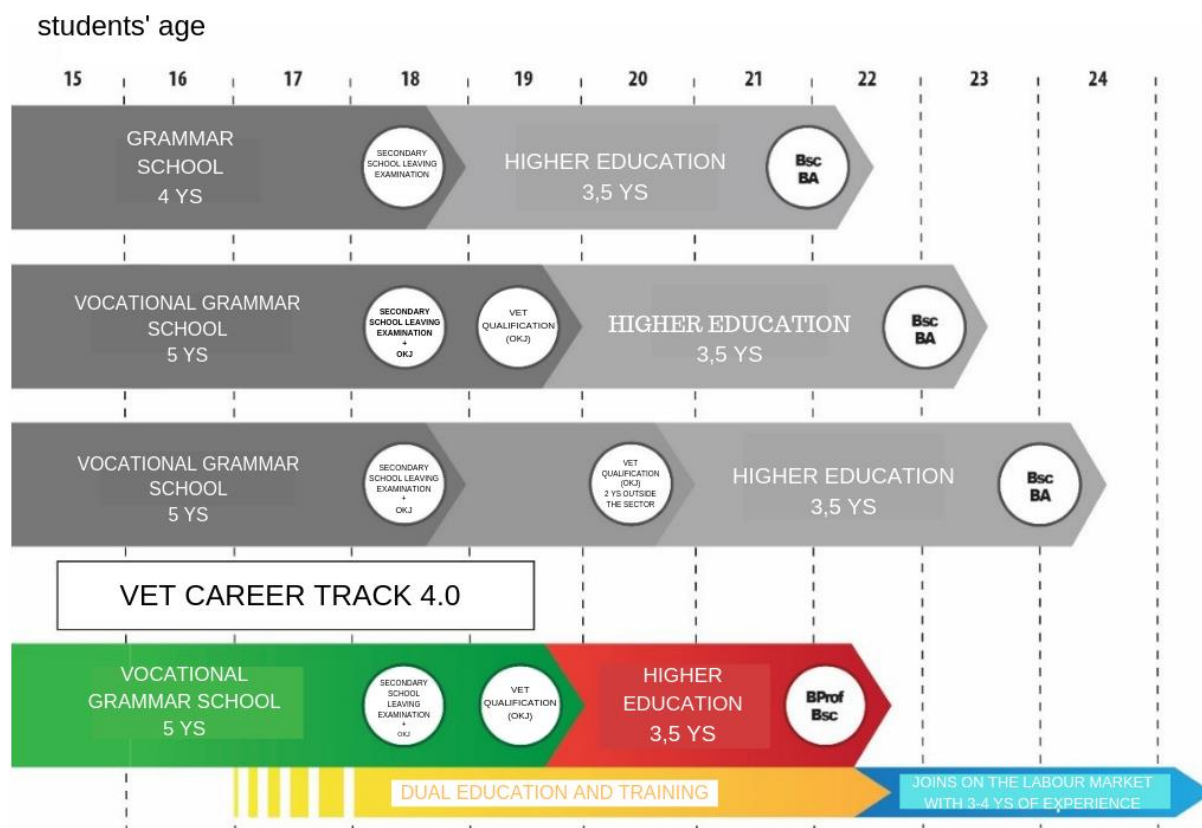 students' age
15 16 17 18 19 20 21 22 23 24
GRAMMAR
SCHOOL
4 YS
SECONDARY
SCHOOL LEAVING
EXAMINATION
HIGHER EDUCATION
3,5 YS
Bsc
BA
VOCATIONAL GRAMMAR
SCHOOL
5 YS
SECONDARY
SCHOOL LEAVING
EXAMINATION
+
OKJ
VET
QUALIFICATION
(OKJ)
HIGHER EDUCATION
3,5 YS
Bsc
BA
VOCATIONAL GRAMMAR
SCHOOL
5 YS
SECONDARY
SCHOOL LEAVING
EXAMINATION
+
OKJ
VET
QUALIFICATION
(OKJ)
2 YS OUTSIDE
THE SECTOR
HIGHER EDUCATION
3,5 YS
Bsc
BA
VET CAREER TRACK 4.0
VOCATIONAL
GRAMMAR SCHOOL
5 YS
SECONDARY
SCHOOL
LEAVING
EXAMINATION
+
OKJ
VET
QUALIFICATION
(OKJ)
HIGHER
EDUCATION
3,5 YS
BProf
Bsc
DUAL EDUCATION AND TRAINING
JOINS ON THE LABOUR MARKET
WITH 3-4 YS OF EXPERIENCE